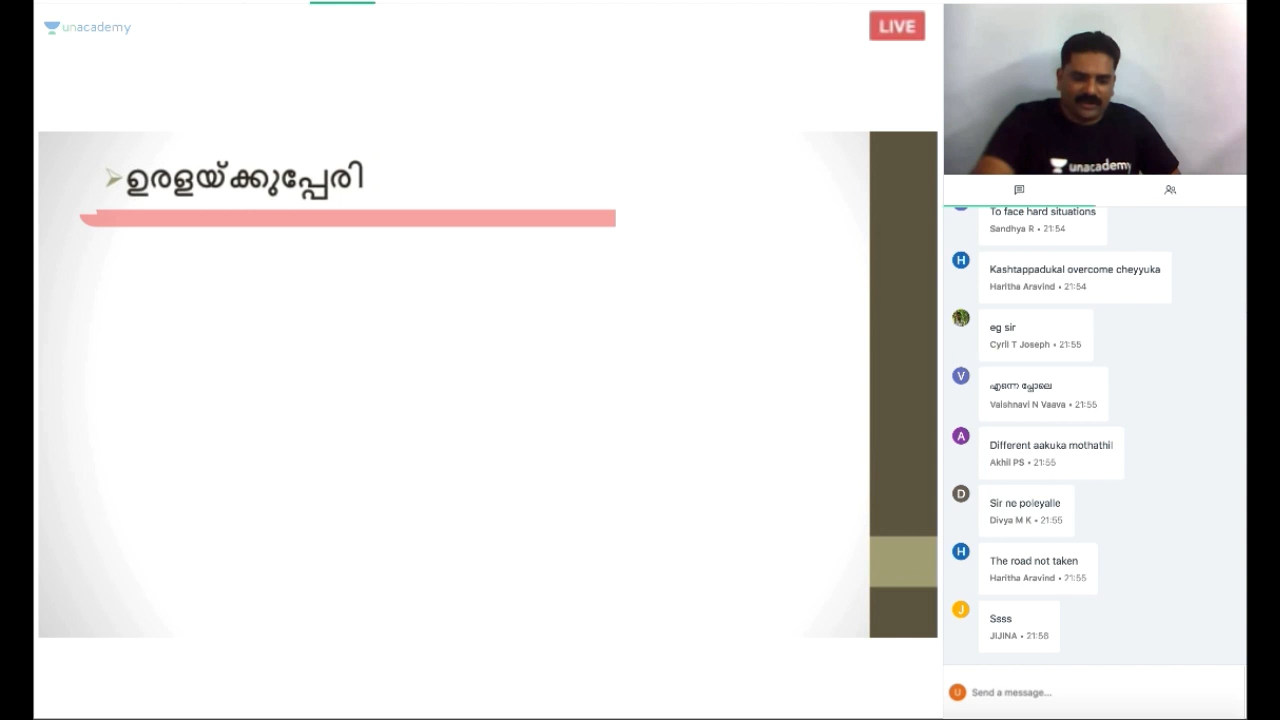 unacademy
LIVE
ഉരളയ്ക്കുപ്പേരി
unacademy
To face hard situations
Sandhya R • 21:54
H
Kashtappadukal overcome cheyyuka
Haritha Aravind • 21:54
eg sir
Cyril T Joseph • 21:55
V
എന്നെ പ്പോലെ
Vaishnavi N Vaava • 21:55
A
Different aakuka mothathil
Akhil PS • 21:55
D
Sir ne poleyalle
Divya M K • 21:55
H
The road not taken
Haritha Aravind • 21:55
J
Ssss
JIJINA • 21:56
U
Send a message...